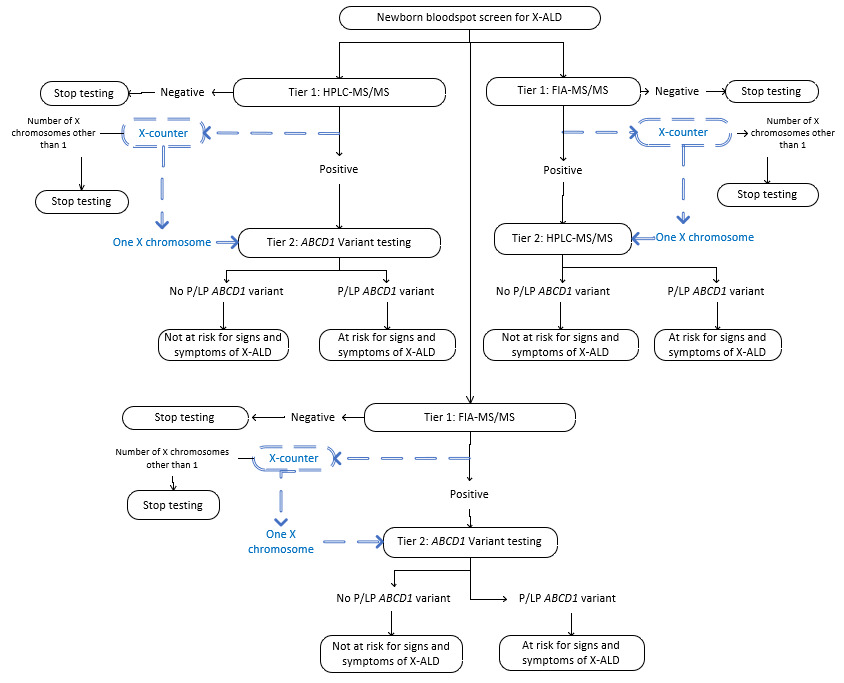 Newborn bloodspot screen for X-ALD
Stop testing
Negative
Tier 1: HPLC-MS/MS
Tier 1: FIA-MS/MS
Negative
Stop testing
Number of X
chromosomes other
than 1
X-counter
X-counter
Number of X
chromosomes other
than 1
Positive
Positive
Stop testing
Stop testing
One X chromosome
Tier 2: ABCD1 Variant testing
Tier 2: HPLC-MS/MS
One X chromosome
No P/LP ABCD1 variant
P/LP ABCD1 variant
No P/LP ABCD1 variant
P/LP ABCD1 variant
Not at risk for signs and
symptoms of X-ALD
At risk for signs and
symptoms of X-ALD
Not at risk for signs and
symptoms of X-ALD
At risk for signs and
symptoms of X-ALD
Stop testing
Negative
Tier 1: FIA-MS/MS
Number of X chromosomes
other than 1
X-counter
Positive
Stop testing
One X
chromosome
Tier 2: ABCD1 Variant testing
No P/LP ABCD1 variant
P/LP ABCD1 variant
Not at risk for signs and
symptoms of X-ALD
At risk for signs and
symptoms of X-ALD